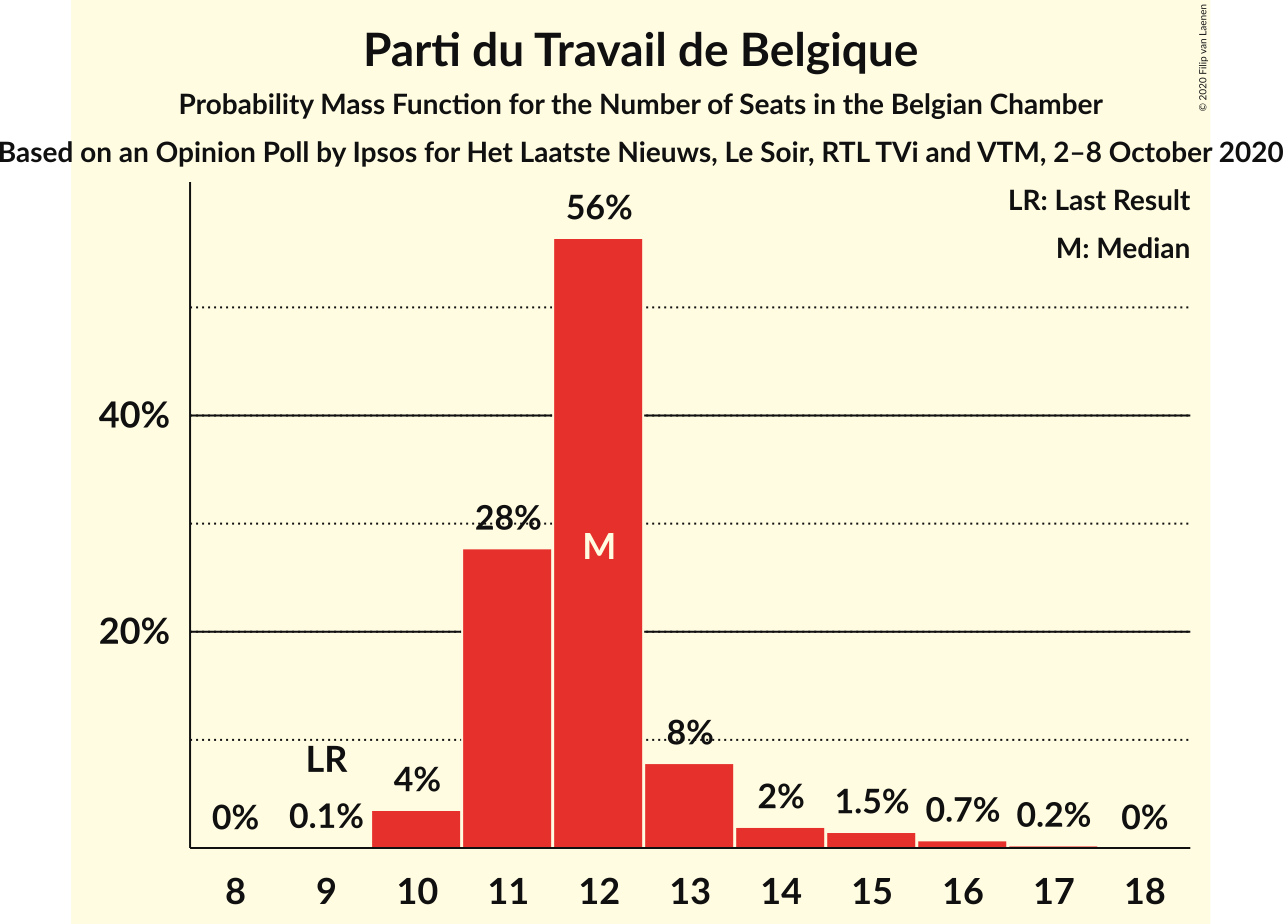 Parti du Travail de Belgique
Probability Mass Function for the Number of Seats in the Belgian Chamber
Based on an Opinion Poll by Ipsos for Het Laatste Nieuws, Le Soir, RTL TVi and VTM, 2–8 October 2020
© 2020 Filip van Laenen
LR: Last Result
M: Median
56%
40%
28%
M
20%
8%
LR
4%
2%
1.5%
0.7%
0.2%
0%
0%
0.1%
8 9 10 11 12 13 14 15 16 17 18